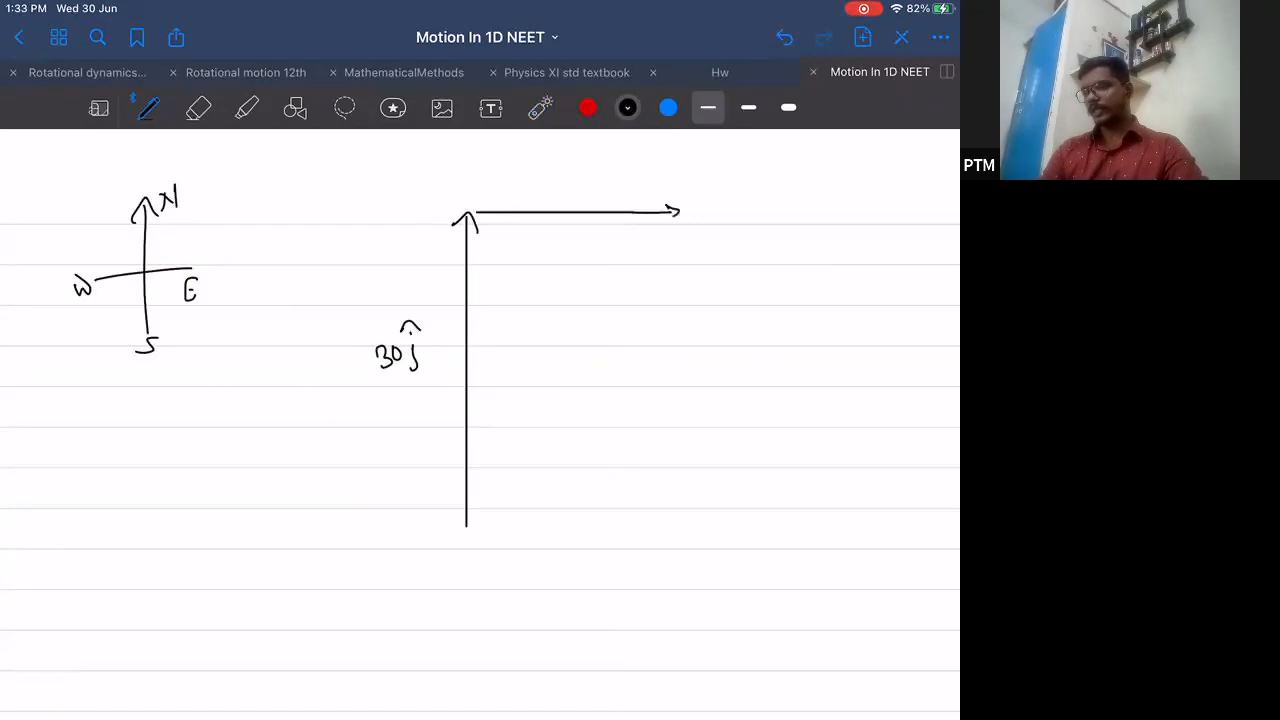 1:33 PM Wed 30 Jun
82%
Motion In 1D NEET
Rotational dynamics...
Rotational motion 12th
MathematicalMethods
Physics XI std textbook
Hw
Motion In 1D NEET
T
PTM
N
W
E
S
30ĵ